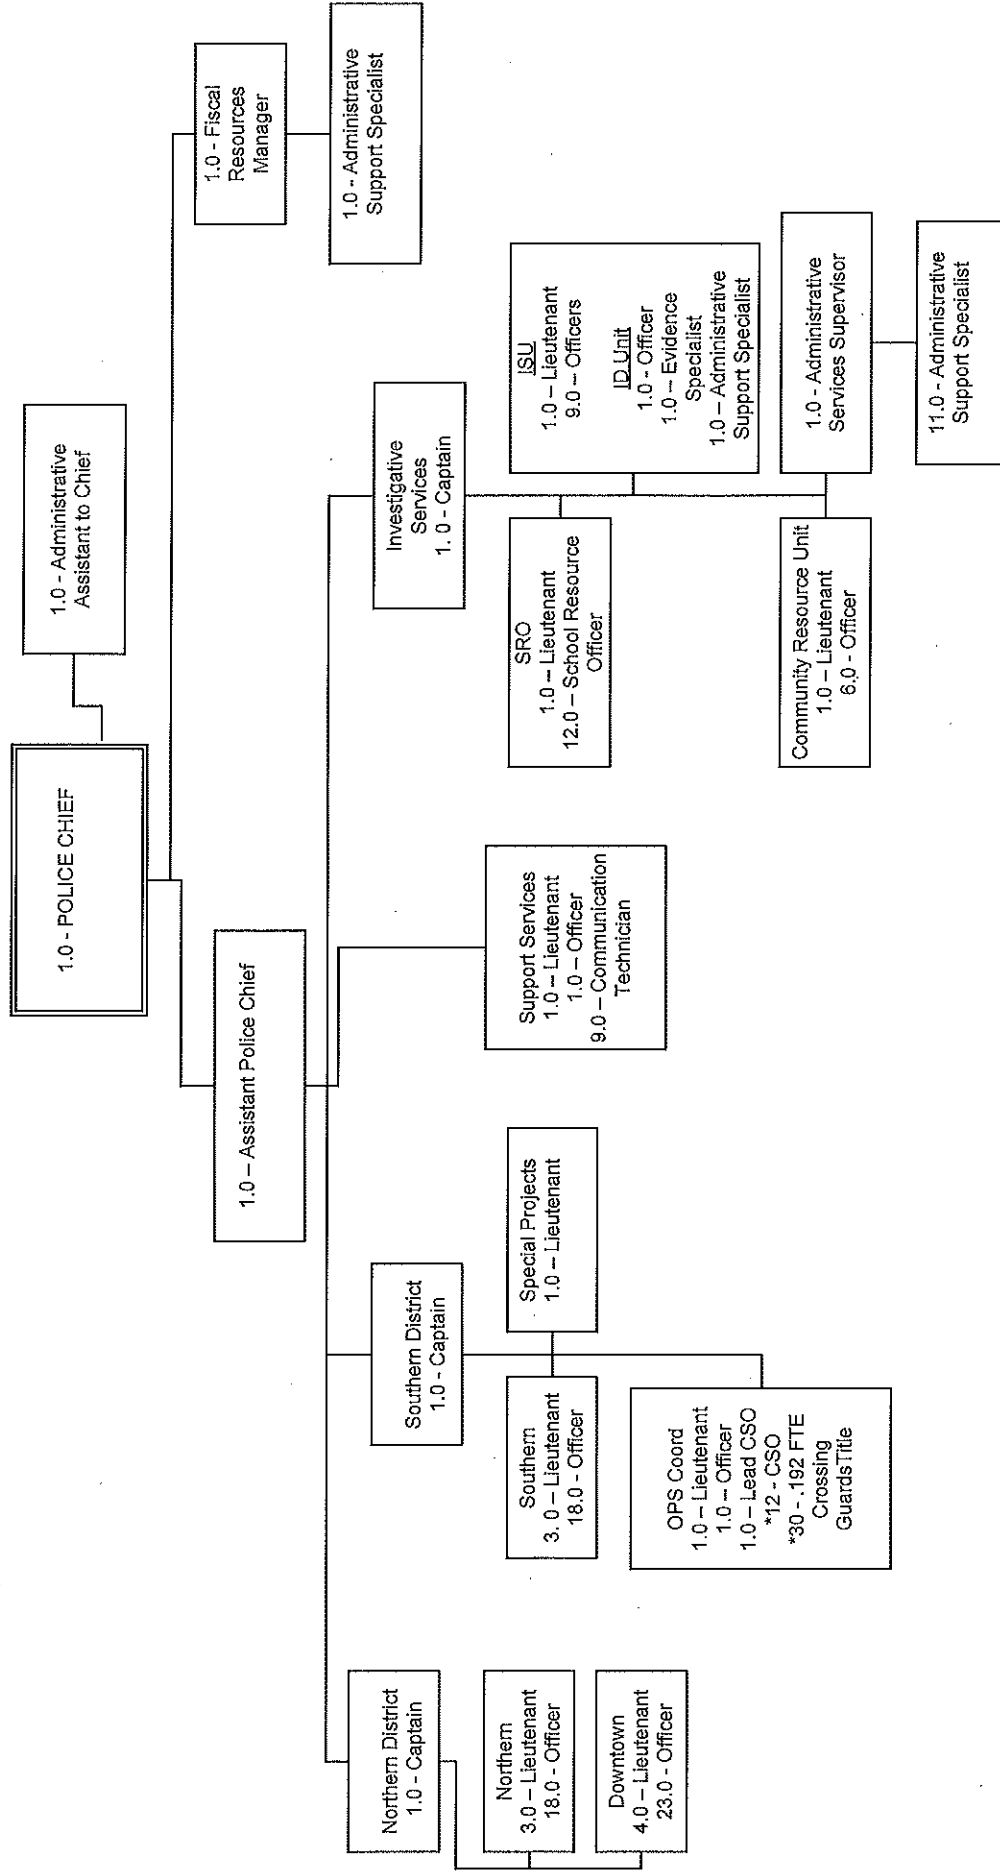 1.0 - POLICE CHIEF
1.0 - Administrative
Assistant to Chief
1.0 - Fiscal
Resources
Manager
1.0 - Administrative
Support Specialist
1.0 – Assistant Police Chief
Northern District
1.0 - Captain
Northern
3.0 – Lieutenant
18.0 - Officer
Downtown
4.0 – Lieutenant
23.0 - Officer
Southern District
1.0 - Captain
Southern
3. 0 – Lieutenant
18.0 - Officer
Special Projects
1.0 – Lieutenant
OPS Coord
1.0 – Lieutenant
1.0 – Officer
1.0 – Lead CSO
*12 - CSO
*30 - .192 FTE
Crossing
GuardsTitle
Support Services
1.0 – Lieutenant
1.0 – Officer
9.0 – Communication
Technician
Investigative
Services
1. 0 - Captain
SRO
1.0 – Lieutenant
12.0 – School Resource
Officer
ISU
1.0 – Lieutenant
9.0 – Officers
ID Unit
1.0 - Officer
1.0 – Evidence
Specialist
1.0 – Administrative
Support Specialist
Community Resource Unit
1.0 – Lieutenant
6.0 - Officer
1.0 - Administrative
Services Supervisor
11.0 - Administrative
Support Specialist